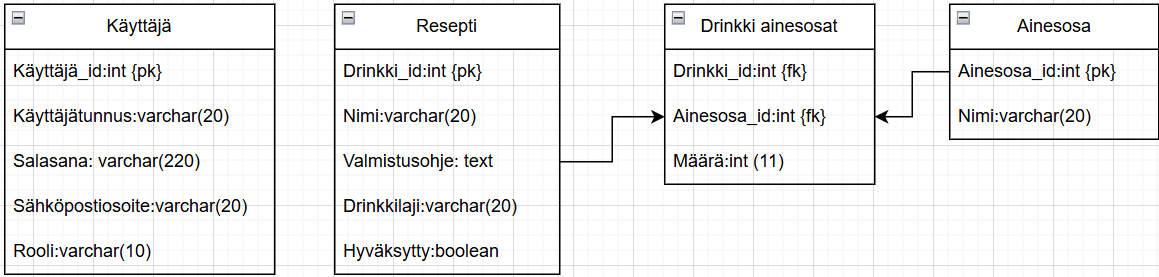 Käyttäjä
Käyttäjä_id:int {pk}
Käyttäjätunnus:varchar(20)
Salasana: varchar(220)
Sähköpostiosoite:varchar(20)
Rooli:varchar(10)
Resepti
Drinkki_id:int {pk}
Nimi:varchar(20)
Valmistusohje: text
Drinkkilaji:varchar(20)
Hyväksytty:boolean
Drinkki ainesosat
Drinkki_id:int {fk}
Ainesosa_id:int {fk}
Määrä:int (11)
Ainesosa
Ainesosa_id:int {pk}
Nimi:varchar(20)